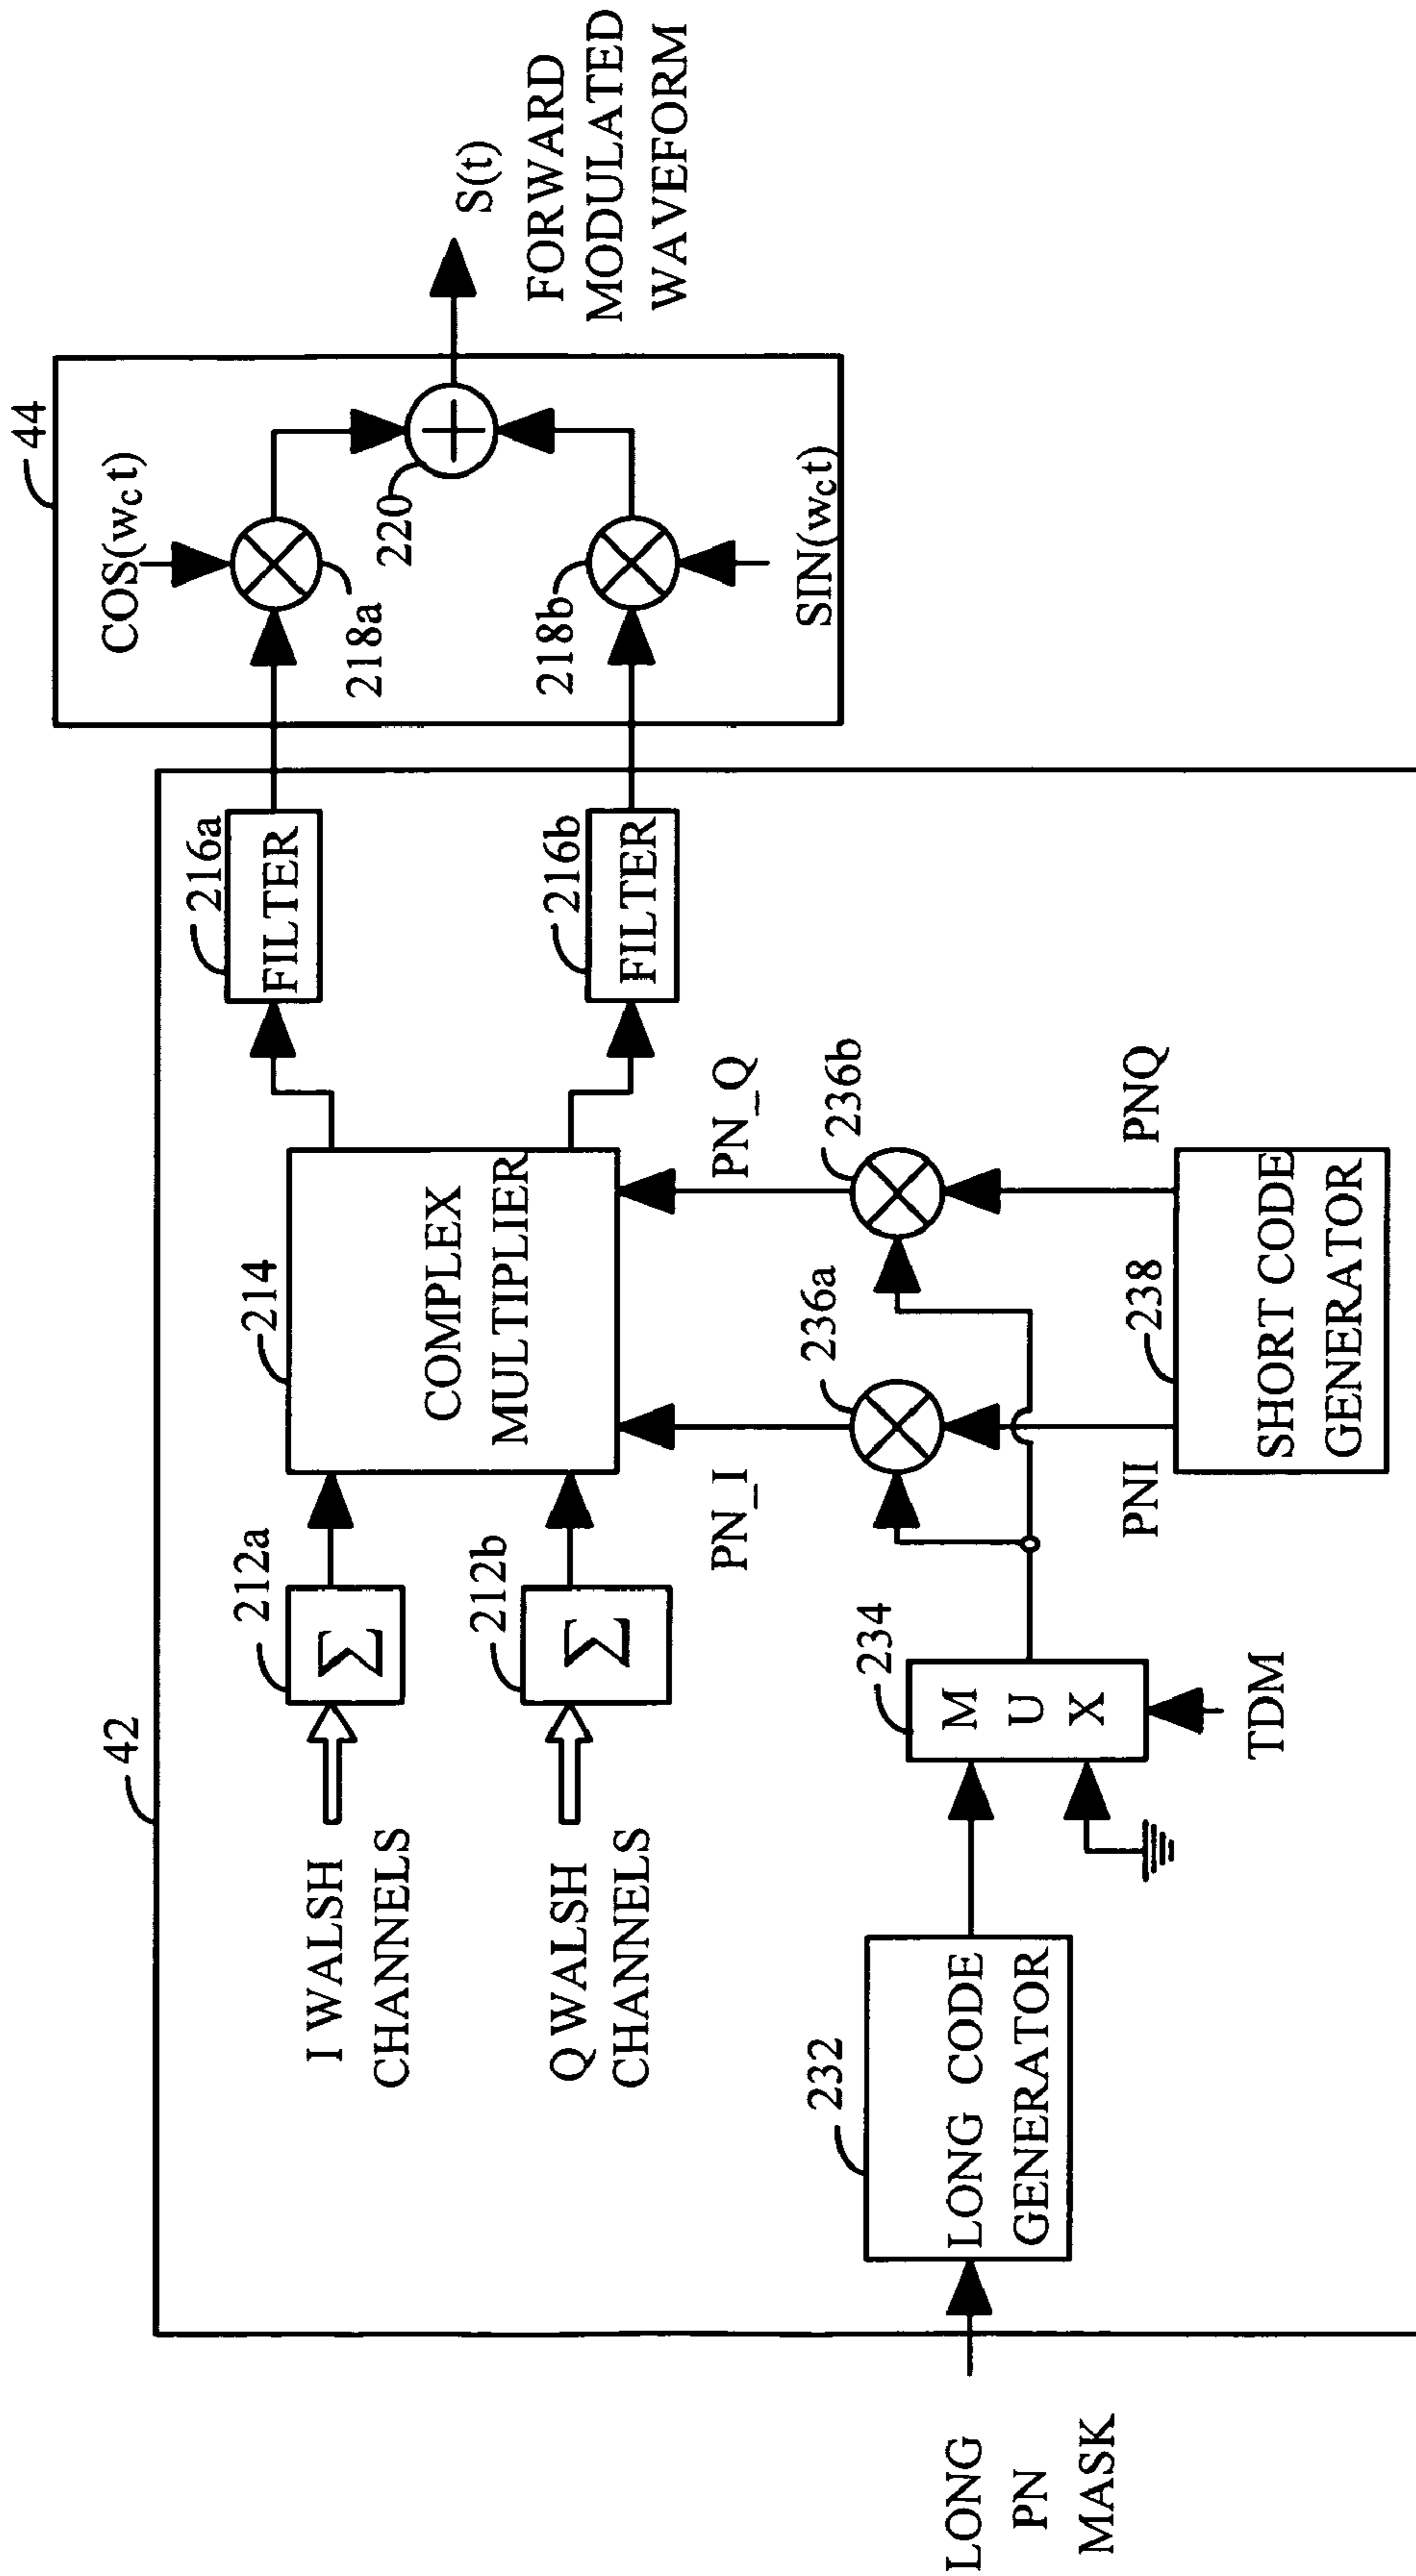 42
44
I WALSH
CHANNELS
212a
Σ
Q WALSH
CHANNELS
212b
Σ
214
COMPLEX
MULTIPLIER
216a
FILTER
216b
FILTER
COS(wct)
218a
218b
220
SIN(wct)
S(t)
FORWARD
MODULATED
WAVEFORM
PN_I
PN_Q
236a
236b
LONG
PN
MASK
232
LONG CODE
GENERATOR
234
M
U
X
TDM
PNI
PNQ
238
SHORT CODE
GENERATOR